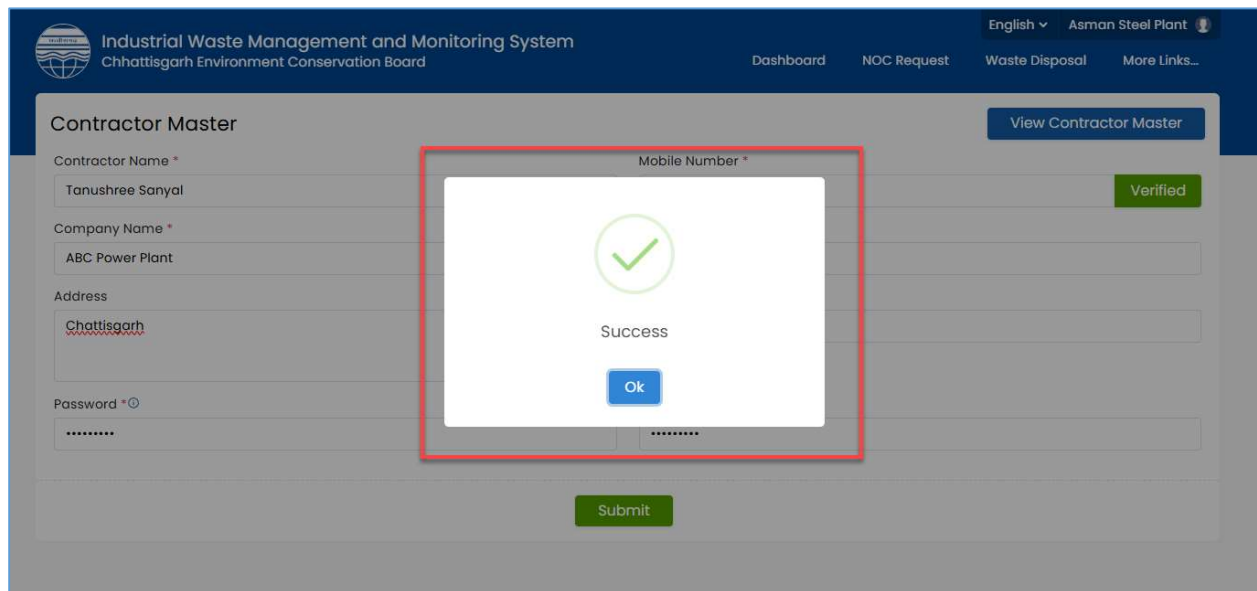 English Asman Steel Plant
Industrial Waste Management and Monitoring System
Chhattisgarh Environment Conservation Board
Dashboard NOC Request Waste Disposal More Links...
Contractor Master
View Contractor Master
Contractor Name * Mobile Number *
Tanushree Sanyal Verified
Company Name *
ABC Power Plant
Address
Chattisgarh
Success
Ok
Password *
••••••••• •••••••••
Submit